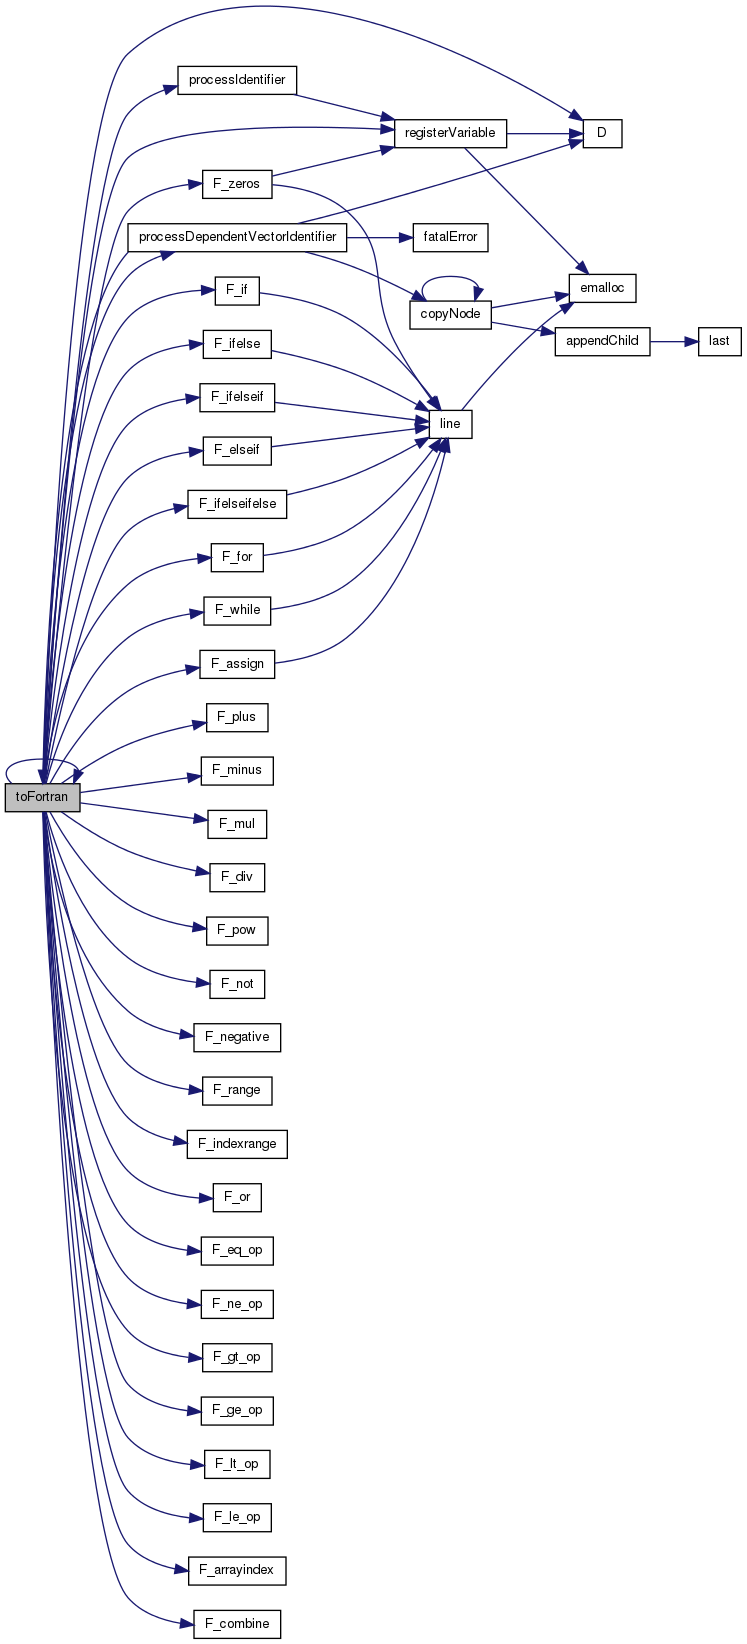 processIdentifier
registerVariable
D
F_zeros
processDependentVectorIdentifier
fatalError
emalloc
F_if
copyNode
appendChild
last
F_ifelse
F_ifelseif
line
F_elseif
F_ifelseifelse
F_for
F_while
F_assign
F_plus
F_minus
toFortran
F_mul
F_div
F_pow
F_not
F_negative
F_range
F_indexrange
F_or
F_eq_op
F_ne_op
F_gt_op
F_ge_op
F_lt_op
F_le_op
F_arrayindex
F_combine